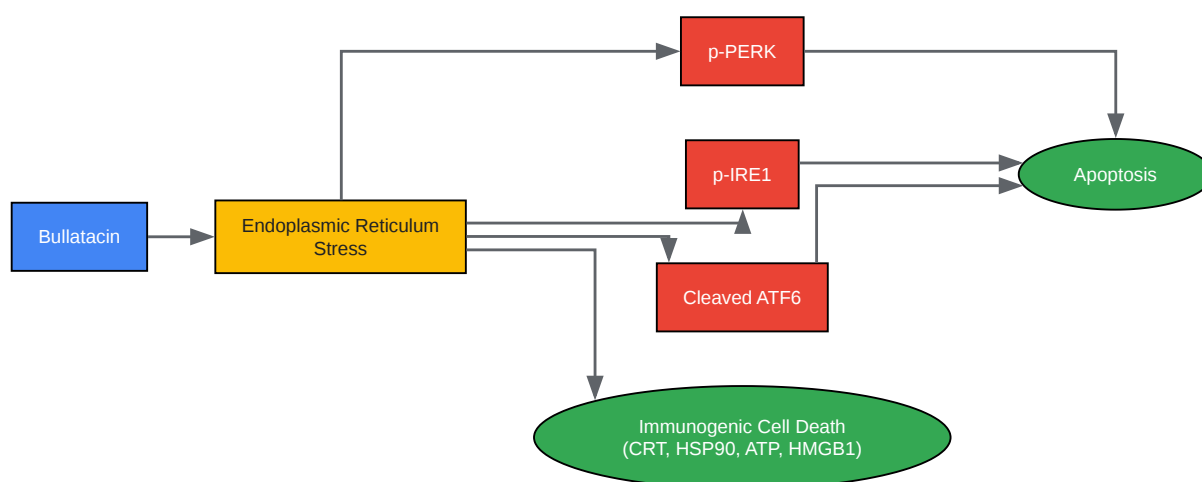 p-PERK
p-IRE1
Apoptosis
Bullatacin
Endoplasmic Reticulum
Stress
Cleaved ATF6
Immunogenic Cell Death
(CRT, HSP90, ATP, HMGB1)